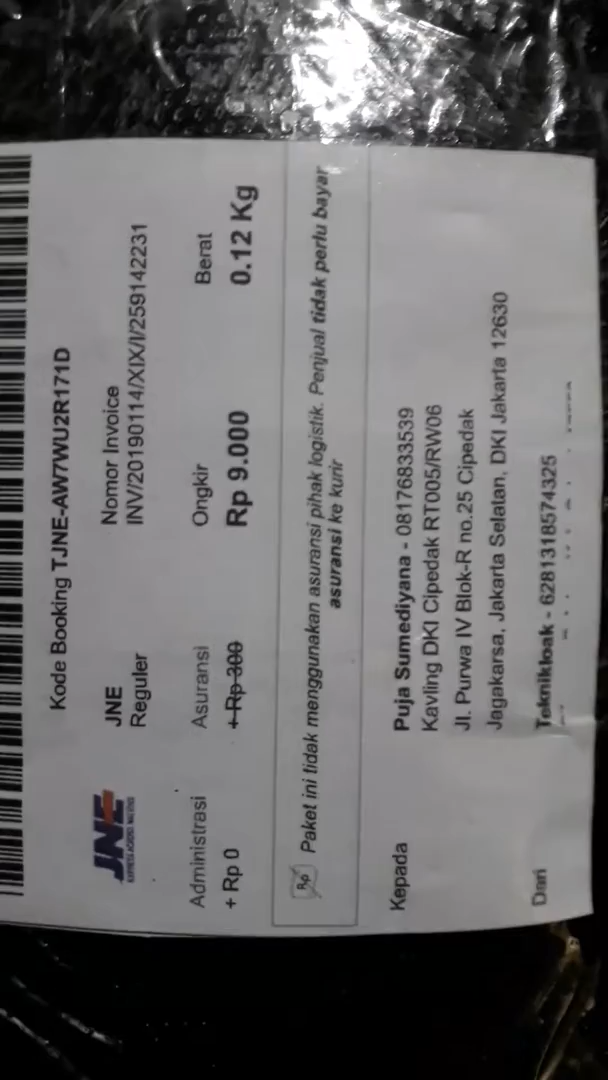 Kode Booking TJNE-AW7WU2R171D
JNE
JNE
Reguler
Nomor Invoice
INV/20190114/XIX/I/259142231
Administrasi
+ Rp 0
Asuransi
+ Rp 300
Ongkir
Rp 9.000
Berat
0.12 Kg
Rp
Paket ini tidak menggunakan asuransi pihak logistik. Penjual tidak perlu bayar
asuransi ke kurir
Kepada
Puja Sumediyana - 08176833539
Kavling DKI Cipedak RT005/RW06
Jl. Purwa IV Blok-R no.25 Cipedak
Jagakarsa, Jakarta Selatan, DKI Jakarta 12630
Dari
Teknikloak - 6281318574325